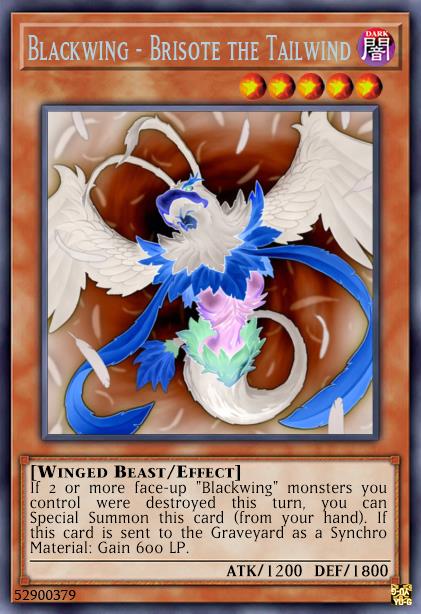 Blackwing - Brisote the Tailwind
DARK
闇
[Winged Beast/Effect]
If 2 or more face-up "Blackwing" monsters you
control were destroyed this turn, you can
Special Summon this card (from your hand). If
this card is sent to the Graveyard as a Synchro
Material: Gain 600 LP.
ATK/1200 DEF/1800
52900379